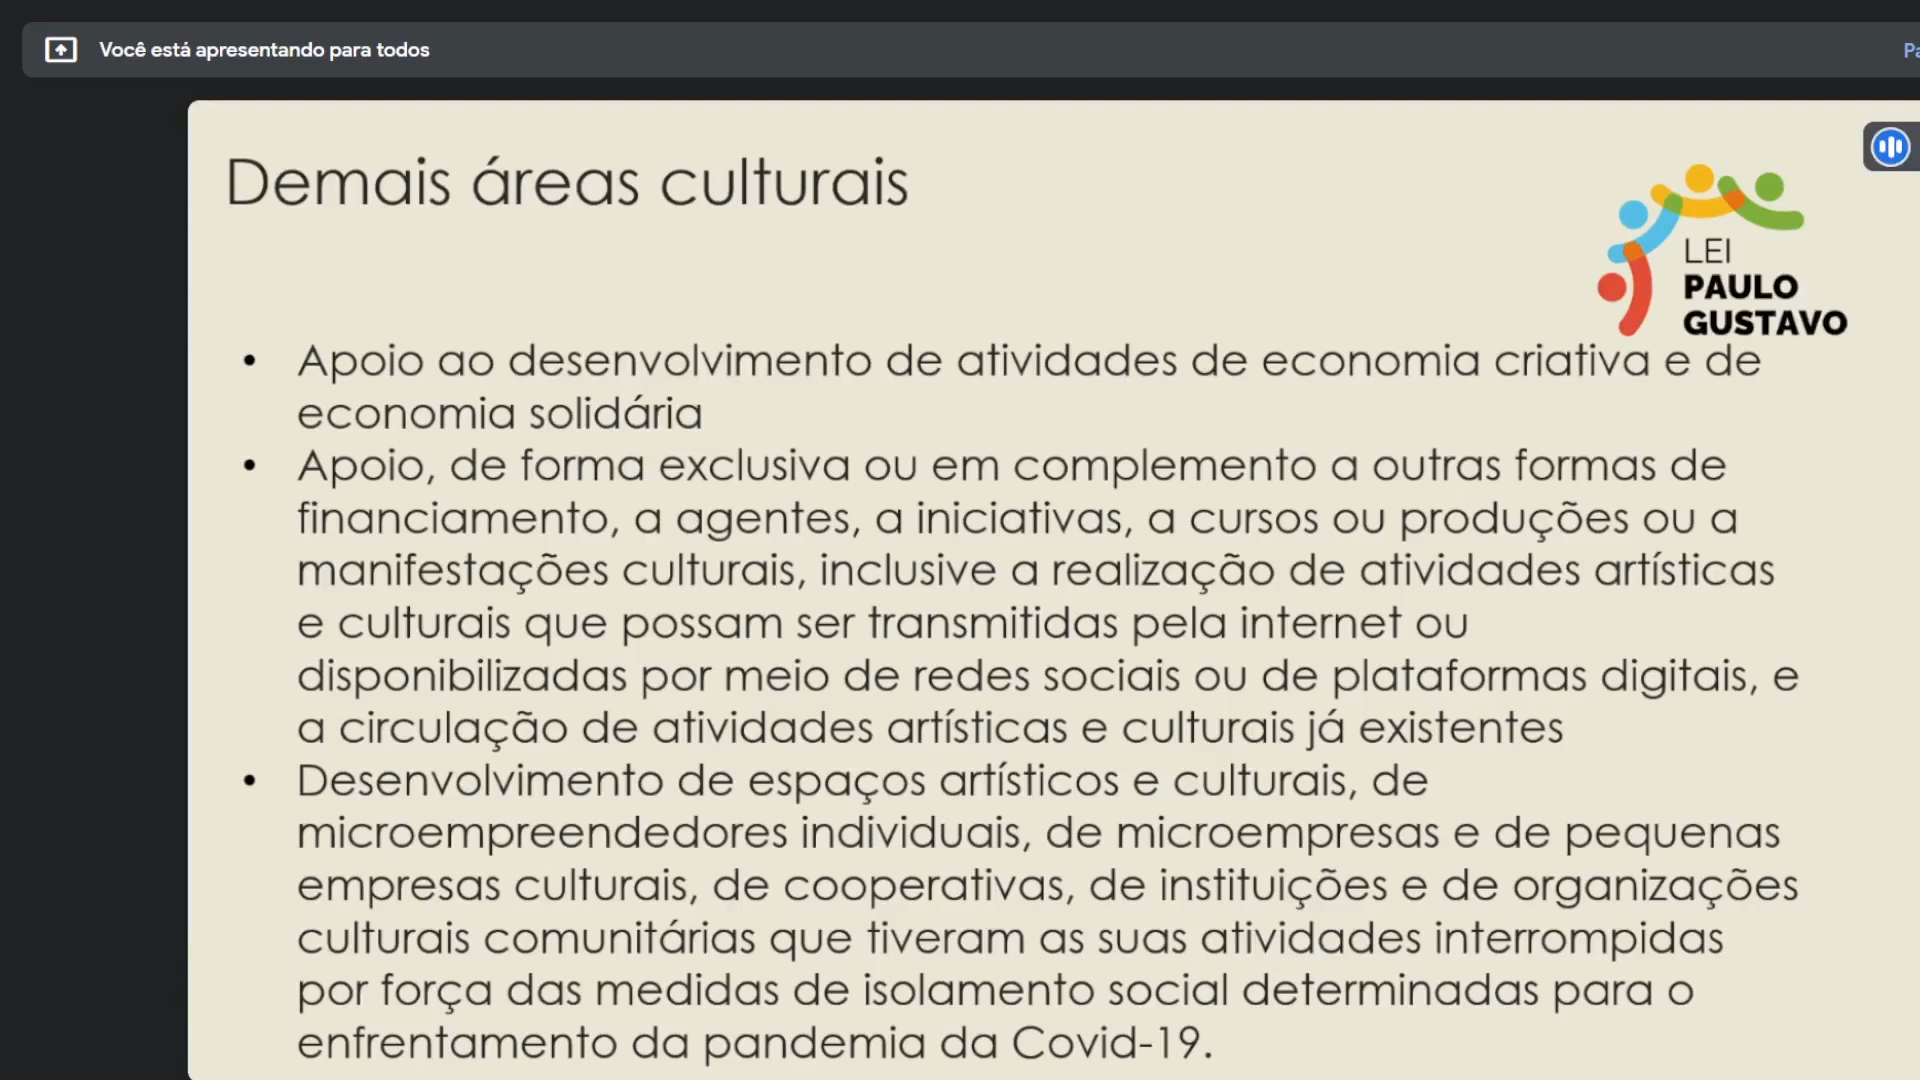 Você está apresentando para todos
Demais áreas culturais
LEI
PAULO
GUSTAVO
• Apoio ao desenvolvimento de atividades de economia criativa e de
economia solidária
• Apoio, de forma exclusiva ou em complemento a outras formas de
financiamento, a agentes, a iniciativas, a cursos ou produções ou a
manifestações culturais, inclusive a realização de atividades artísticas
e culturais que possam ser transmitidas pela internet ou
disponibilizadas por meio de redes sociais ou de plataformas digitais, e
a circulação de atividades artísticas e culturais já existentes
• Desenvolvimento de espaços artísticos e culturais, de
microempreendedores individuais, de microempresas e de pequenas
empresas culturais, de cooperativas, de instituições e de organizações
culturais comunitárias que tiveram as suas atividades interrompidas
por força das medidas de isolamento social determinadas para o
enfrentamento da pandemia da Covid-19.